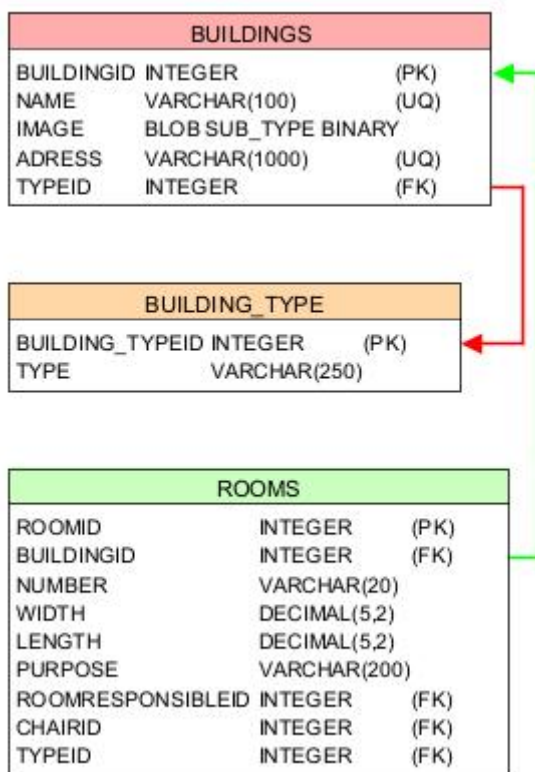 BUILDINGS
BUILDINGID INTEGER (PK)
NAME VARCHAR(100) (UQ)
IMAGE BLOB SUB_TYPE BINARY
ADRESS VARCHAR(1000) (UQ)
TYPEID INTEGER (FK)
BUILDING_TYPE
BUILDING_TYPEID INTEGER (PK)
TYPE VARCHAR(250)
ROOMS
ROOMID INTEGER (PK)
BUILDINGID INTEGER (FK)
NUMBER VARCHAR(20)
WIDTH DECIMAL(5,2)
LENGTH DECIMAL(5,2)
PURPOSE VARCHAR(200)
ROOMRESPONSIBLEID INTEGER (FK)
CHAIRID INTEGER (FK)
TYPEID INTEGER (FK)